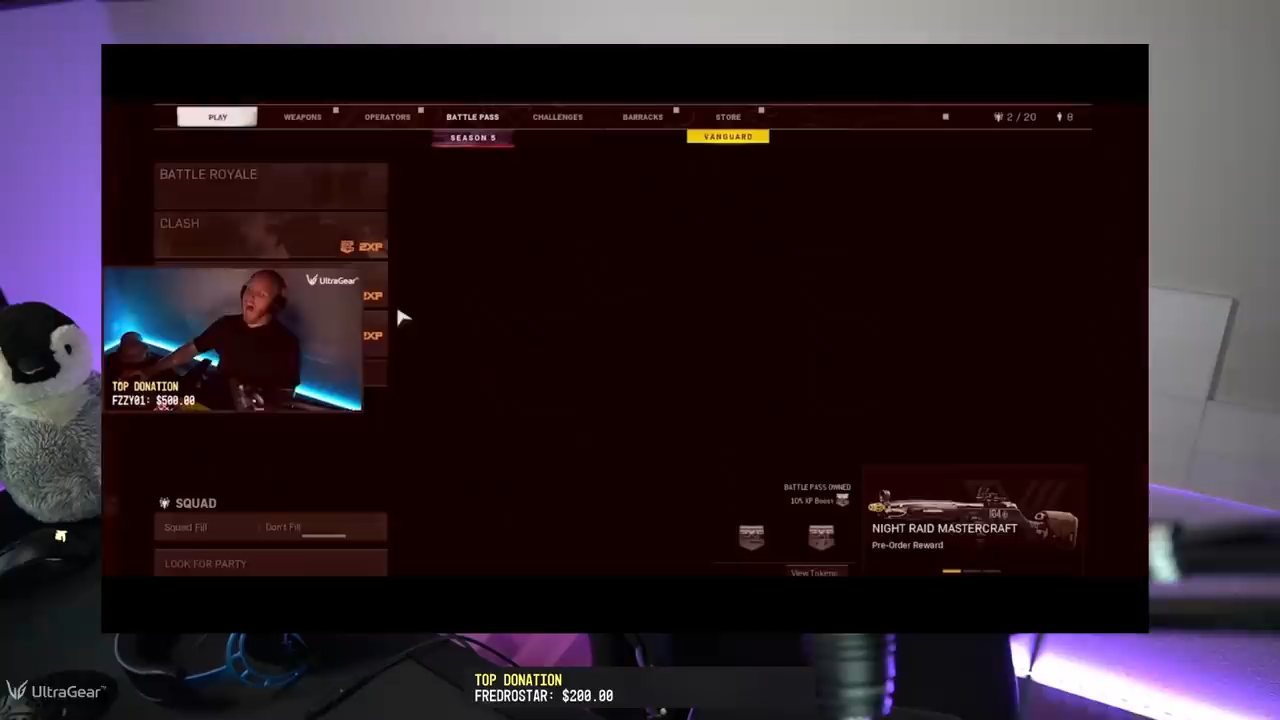 PLAY
WEAPONS
OPERATORS
BATTLE PASS
CHALLENGES
BARRACKS
STORE
2 / 20
8
SEASON 5
VANGUARD
BATTLE ROYALE
CLASH
2XP
UltraGear
2XP
2XP
TOP DONATION
FZZY01: $500.00
SQUAD
Squad Fill
Don't Fill
LOOK FOR PARTY
BATTLE PASS OWNED
10% XP Boost
View Tokens
NIGHT RAID MASTERCRAFT
Pre-Order Reward
UltraGear
TOP DONATION
FREDROSTAR: $200.00